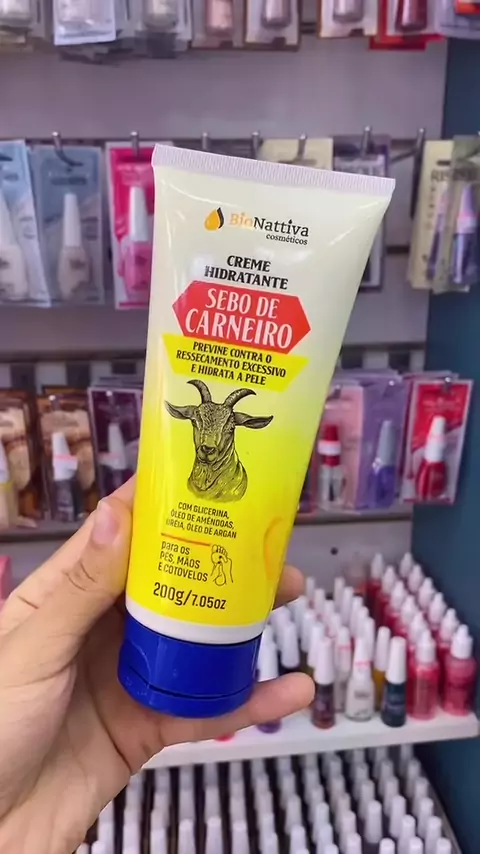 BioNattiva
cosméticos
CREME
HIDRATANTE
SEBO DE
CARNEIRO
PREVINE CONTRA O
RESSECAMENTO EXCESSIVO
E HIDRATA A PELE
COM GLICERINA,
ÓLEO DE AMÊNDOAS,
URÉIA, ÓLEO DE ARGAN
para os
PÉS, MÃOS
E COTOVELOS
200g/7.05oz